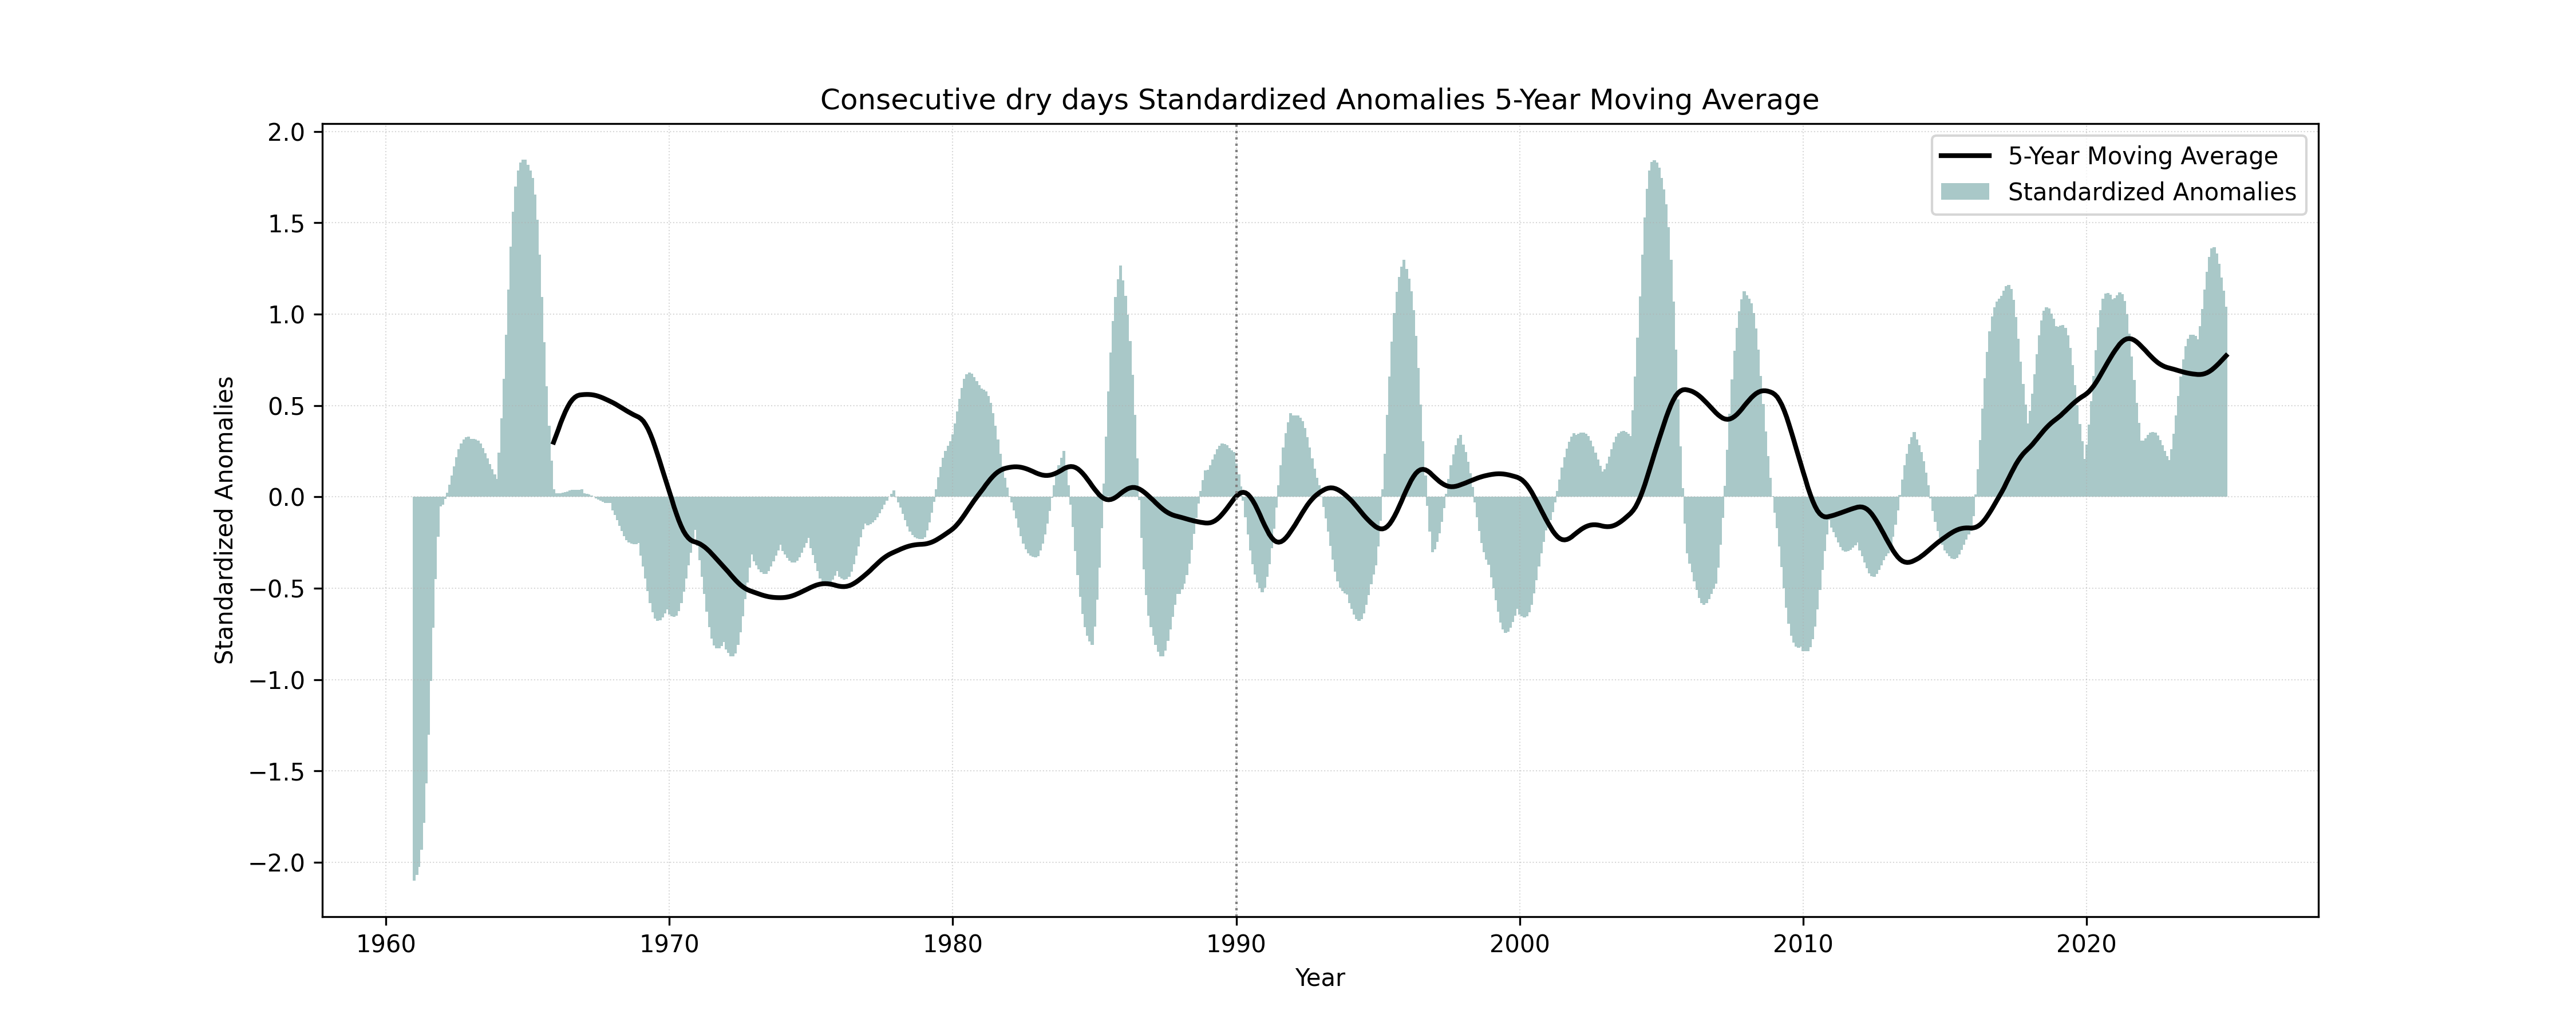 Consecutive dry days Standardized Anomalies 5-Year Moving Average
5-Year Moving Average
Standardized Anomalies
2.0
1.5
1.0
0.5
0.0
−0.5
−1.0
−1.5
−2.0
Standardized Anomalies
1960 1970 1980 1990 2000 2010 2020
Year